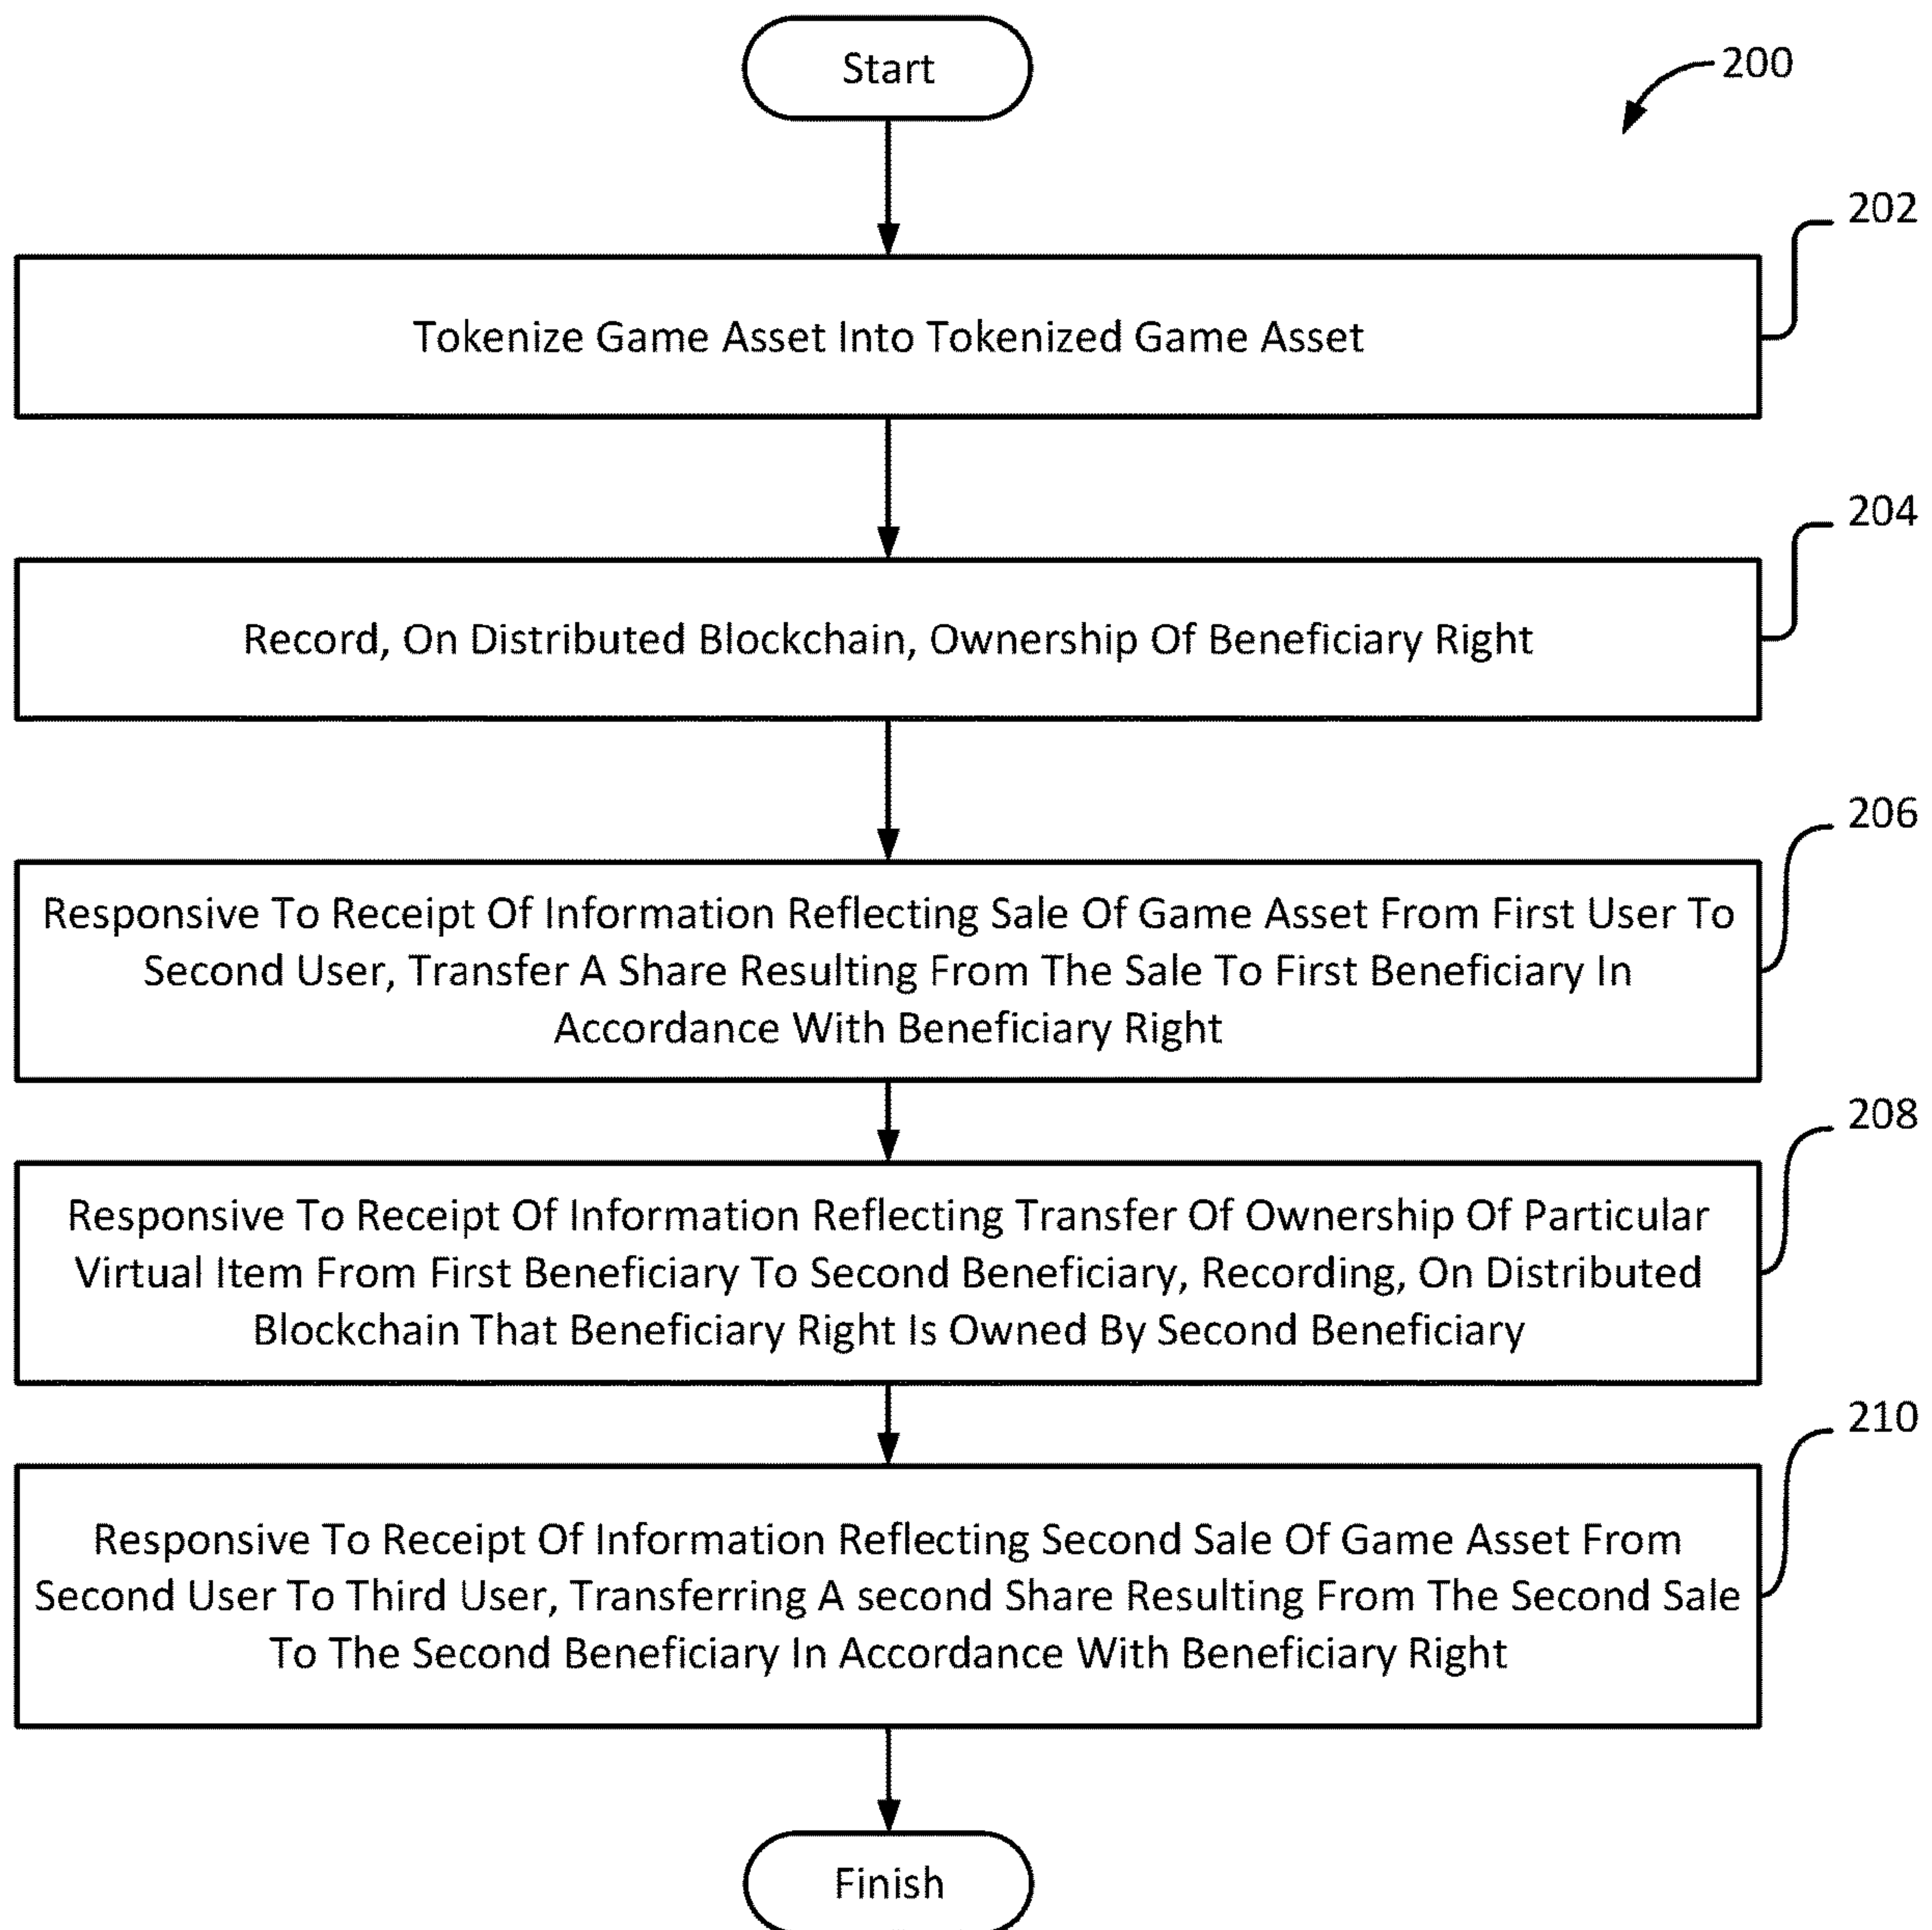 Start
200
202
Tokenize Game Asset Into Tokenized Game Asset
204
Record, On Distributed Blockchain, Ownership Of Beneficiary Right
206
Responsive To Receipt Of Information Reflecting Sale Of Game Asset From First User To
Second User, Transfer A Share Resulting From The Sale To First Beneficiary In
Accordance With Beneficiary Right
208
Responsive To Receipt Of Information Reflecting Transfer Of Ownership Of Particular
Virtual Item From First Beneficiary To Second Beneficiary, Recording, On Distributed
Blockchain That Beneficiary Right Is Owned By Second Beneficiary
210
Responsive To Receipt Of Information Reflecting Second Sale Of Game Asset From
Second User To Third User, Transferring A second Share Resulting From The Second Sale
To The Second Beneficiary In Accordance With Beneficiary Right
Finish